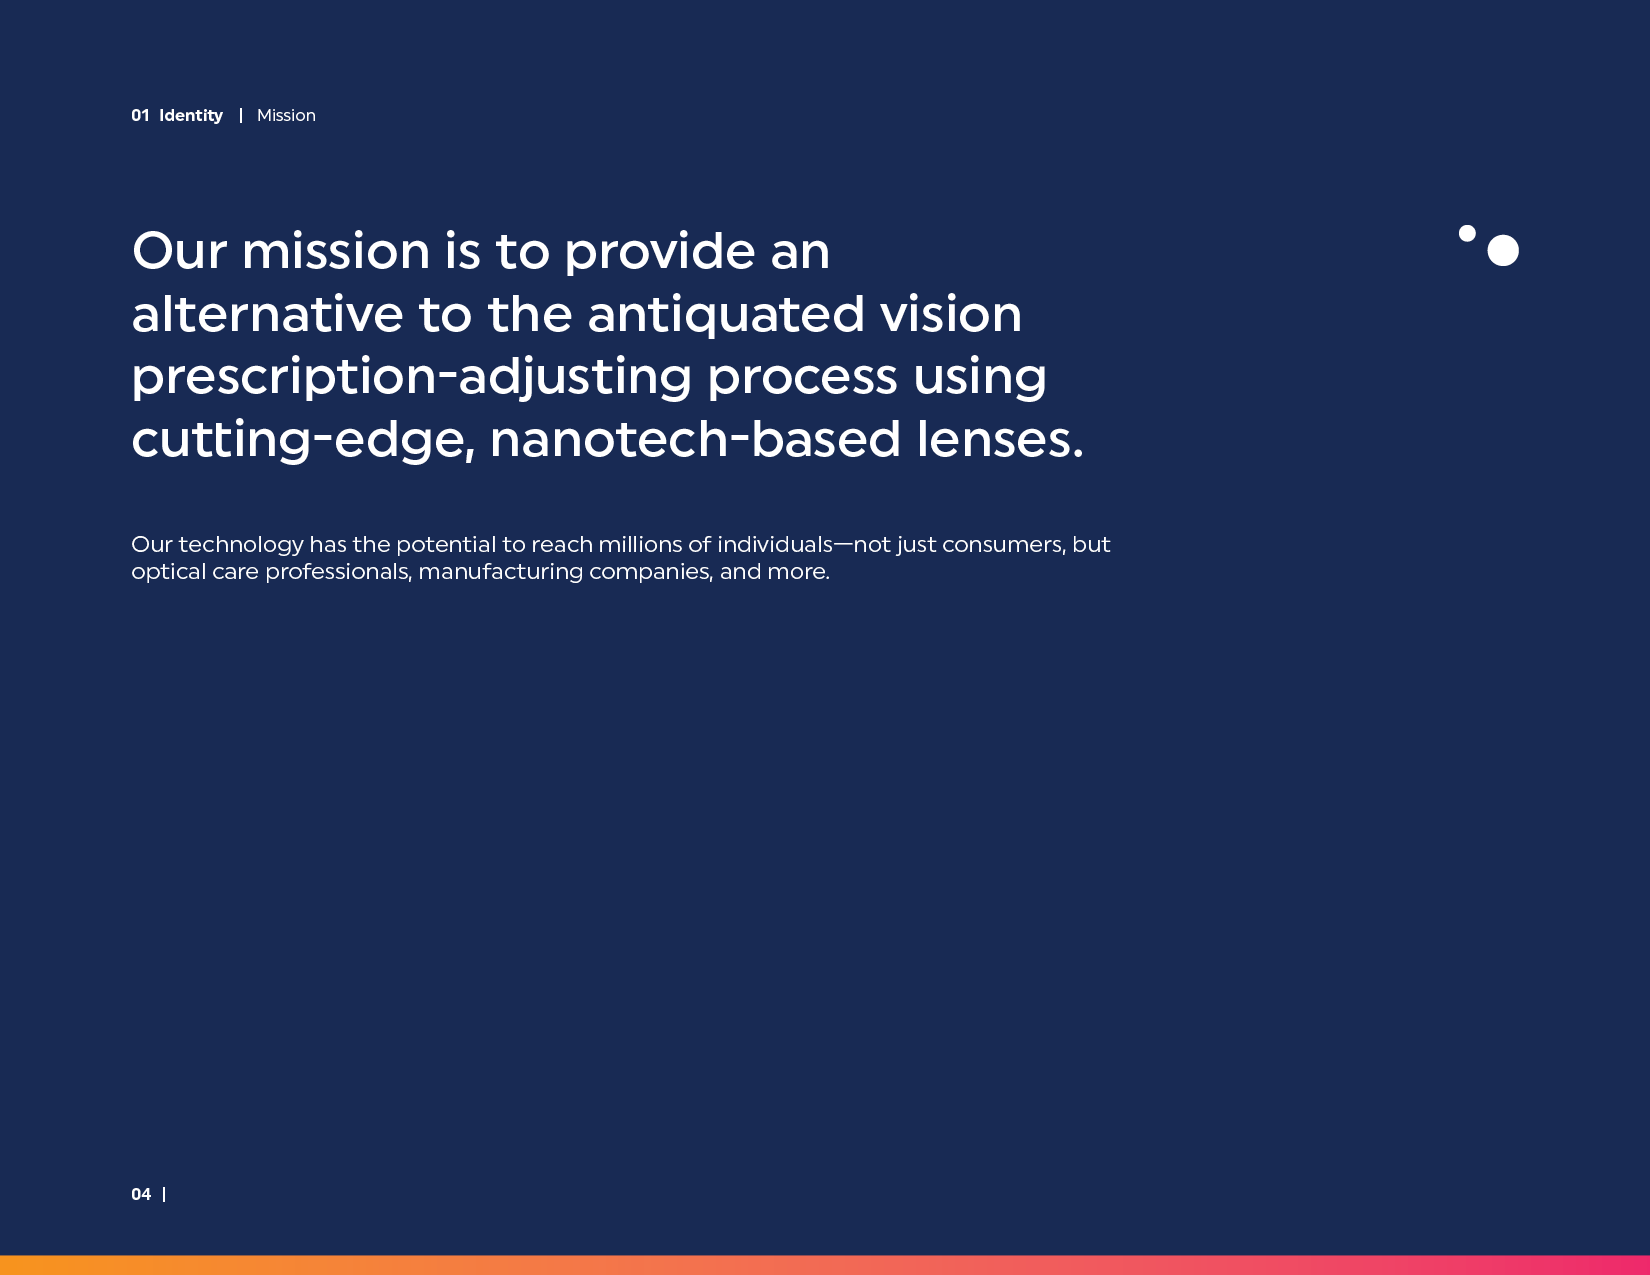 01 Identity | Mission
Our mission is to provide an
alternative to the antiquated vision
prescription-adjusting process using
cutting-edge, nanotech-based lenses.
Our technology has the potential to reach millions of individuals—not just consumers, but
optical care professionals, manufacturing companies, and more.
04 |